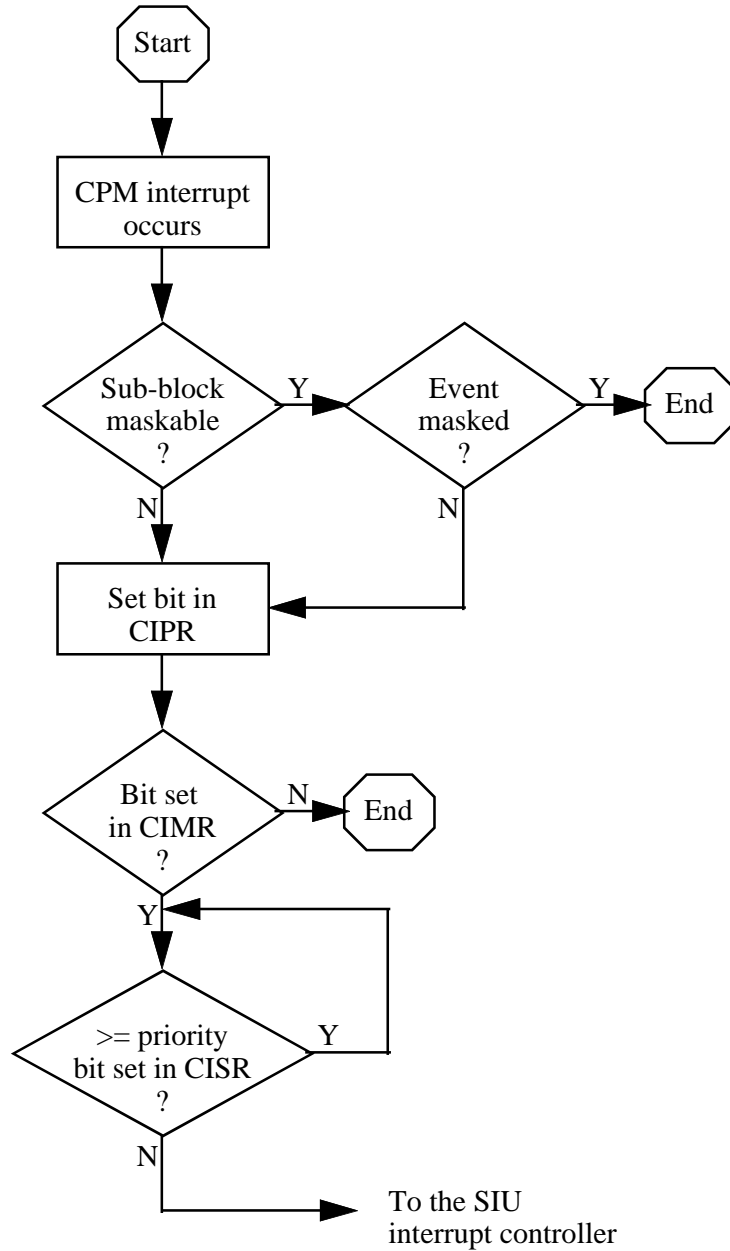 Start
CPM interrupt
occurs
Sub-block
maskable
?
Y
Event
masked
?
Y
End
N
N
Set bit in
CIPR
Bit set
in CIMR
?
N
End
Y
>= priority
bit set in CISR
?
Y
N
To the SIU
interrupt controller